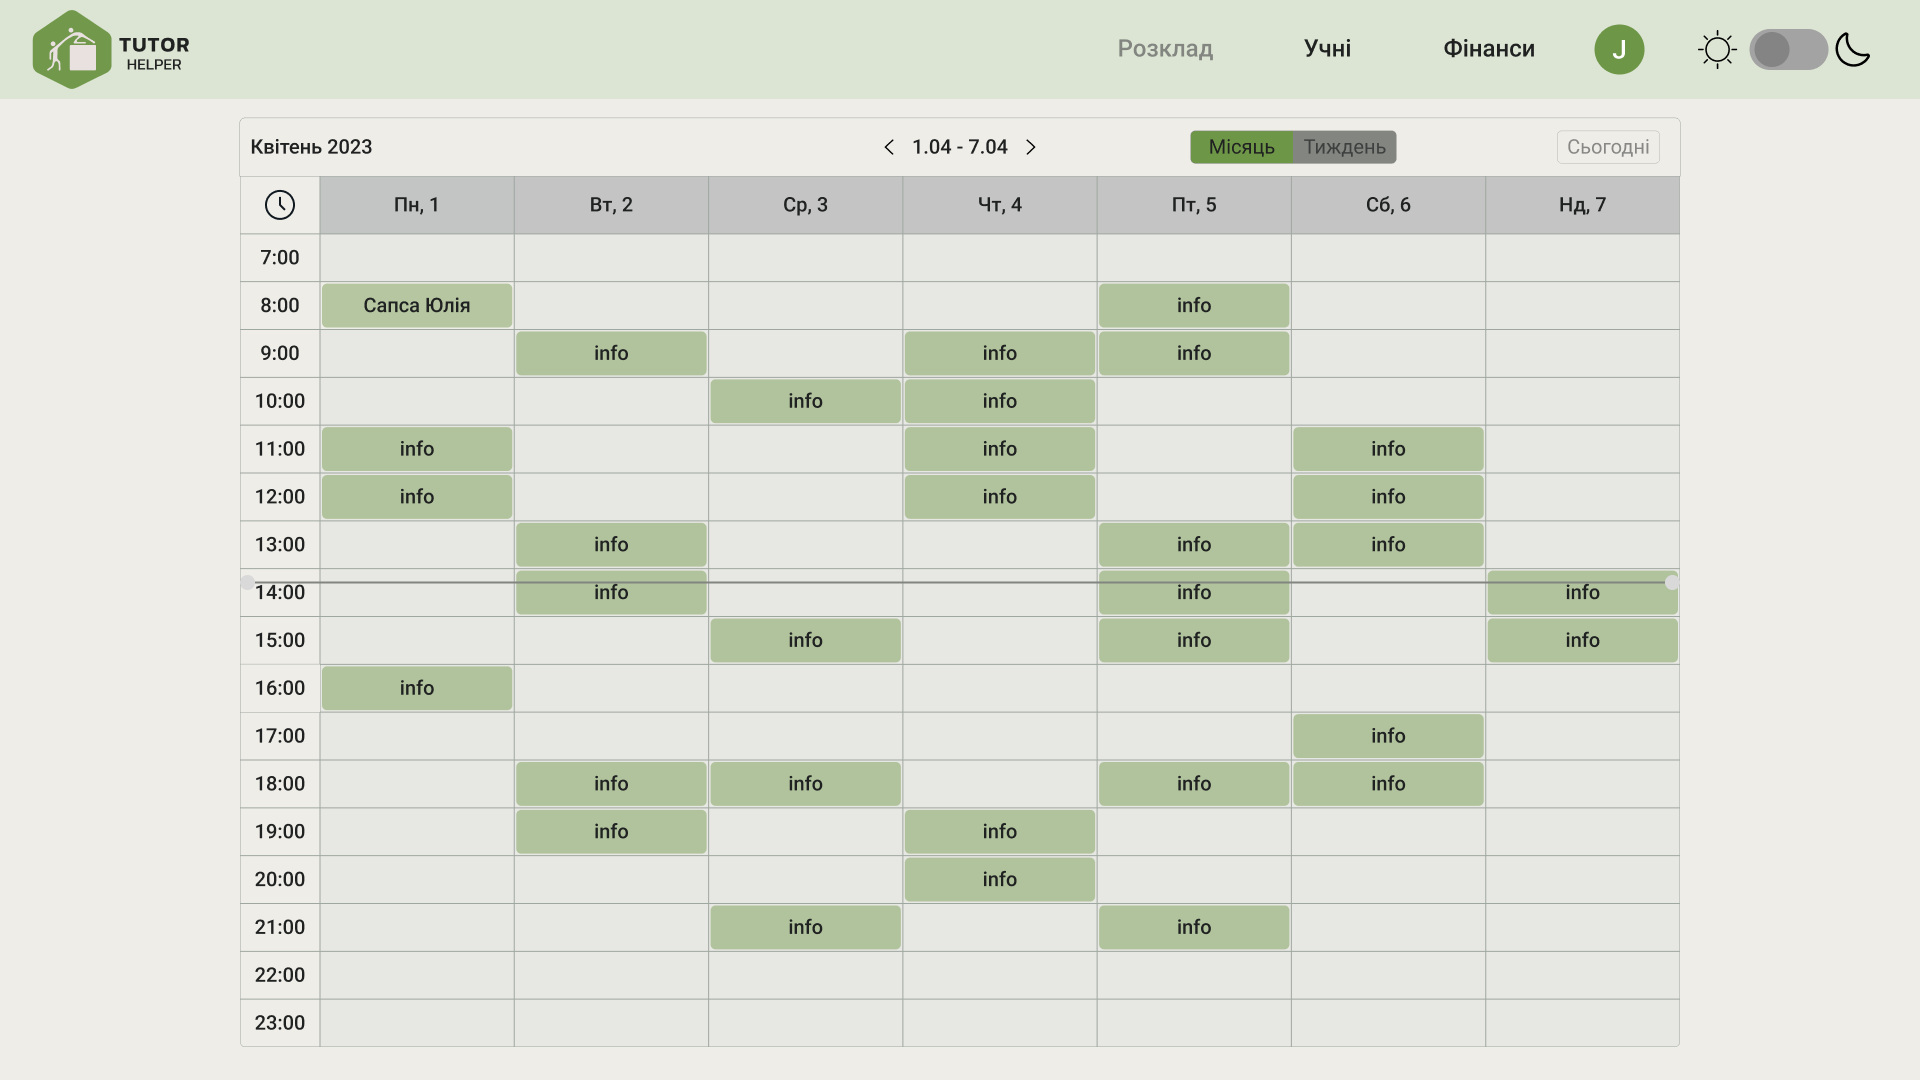 TUTOR
HELPER
Розклад Учні Фінанси J
Квітень 2023 1.04 - 7.04 Місяць Тиждень Сьогодні
Пн, 1 Вт, 2 Ср, 3 Чт, 4 Пт, 5 Сб, 6 Нд, 7
7:00
8:00 Сапса Юлія info
9:00 info info info
10:00 info info
11:00 info info info
12:00 info info info
13:00 info info info
14:00 info info info
15:00 info info info
16:00 info
17:00 info
18:00 info info info info
19:00 info info
20:00 info
21:00 info info
22:00
23:00